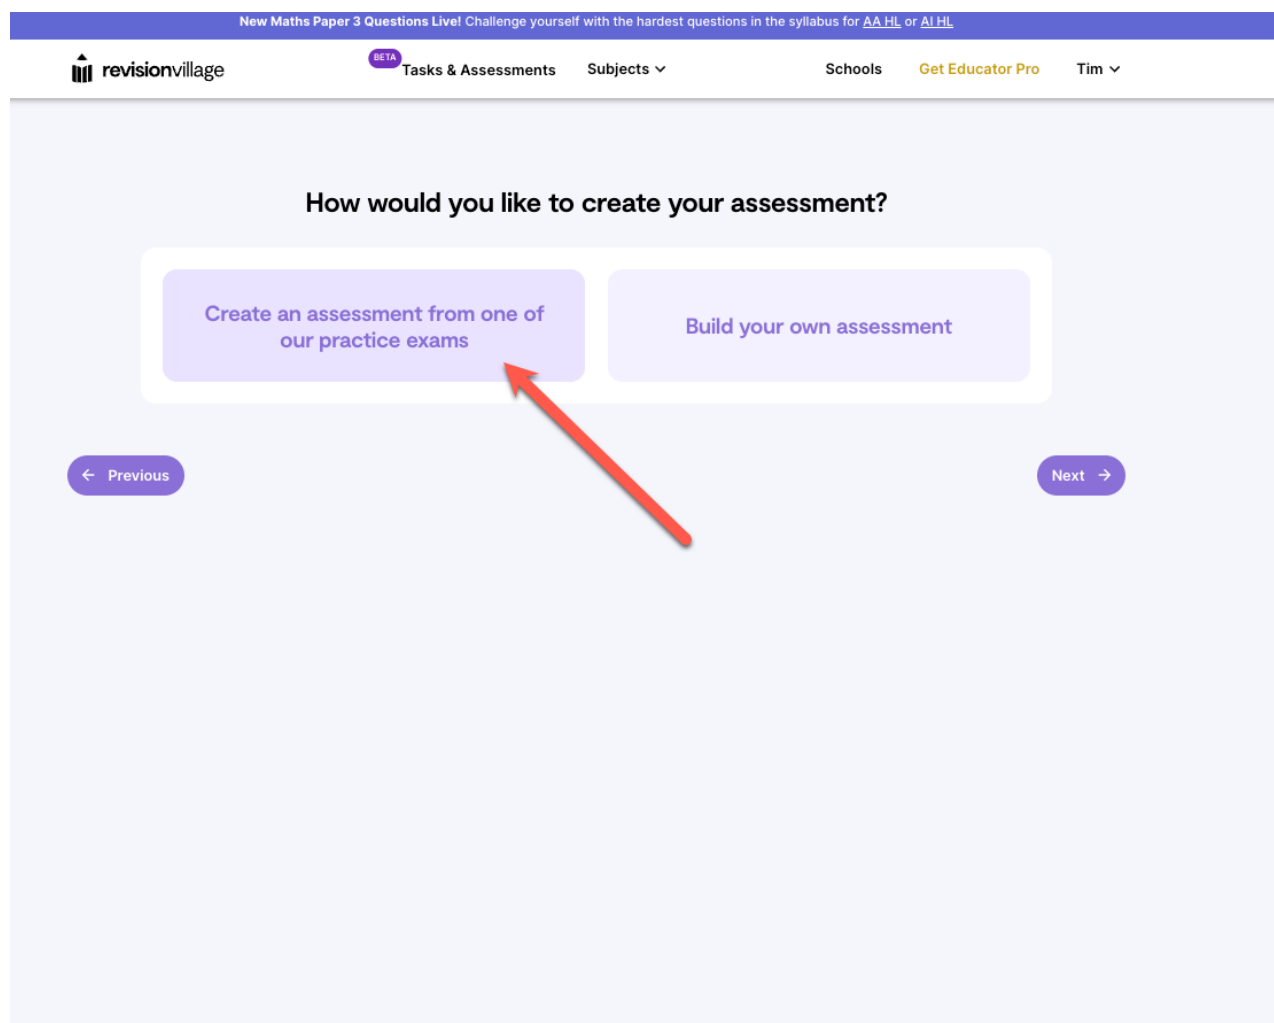 New Maths Paper 3 Questions Live! Challenge yourself with the hardest questions in the syllabus for AA HL or AI HL
revisionvillage
BETA
Tasks & Assessments
Subjects
Schools
Get Educator Pro
Tim
How would you like to create your assessment?
Create an assessment from one of
our practice exams
Build your own assessment
← Previous
Next →